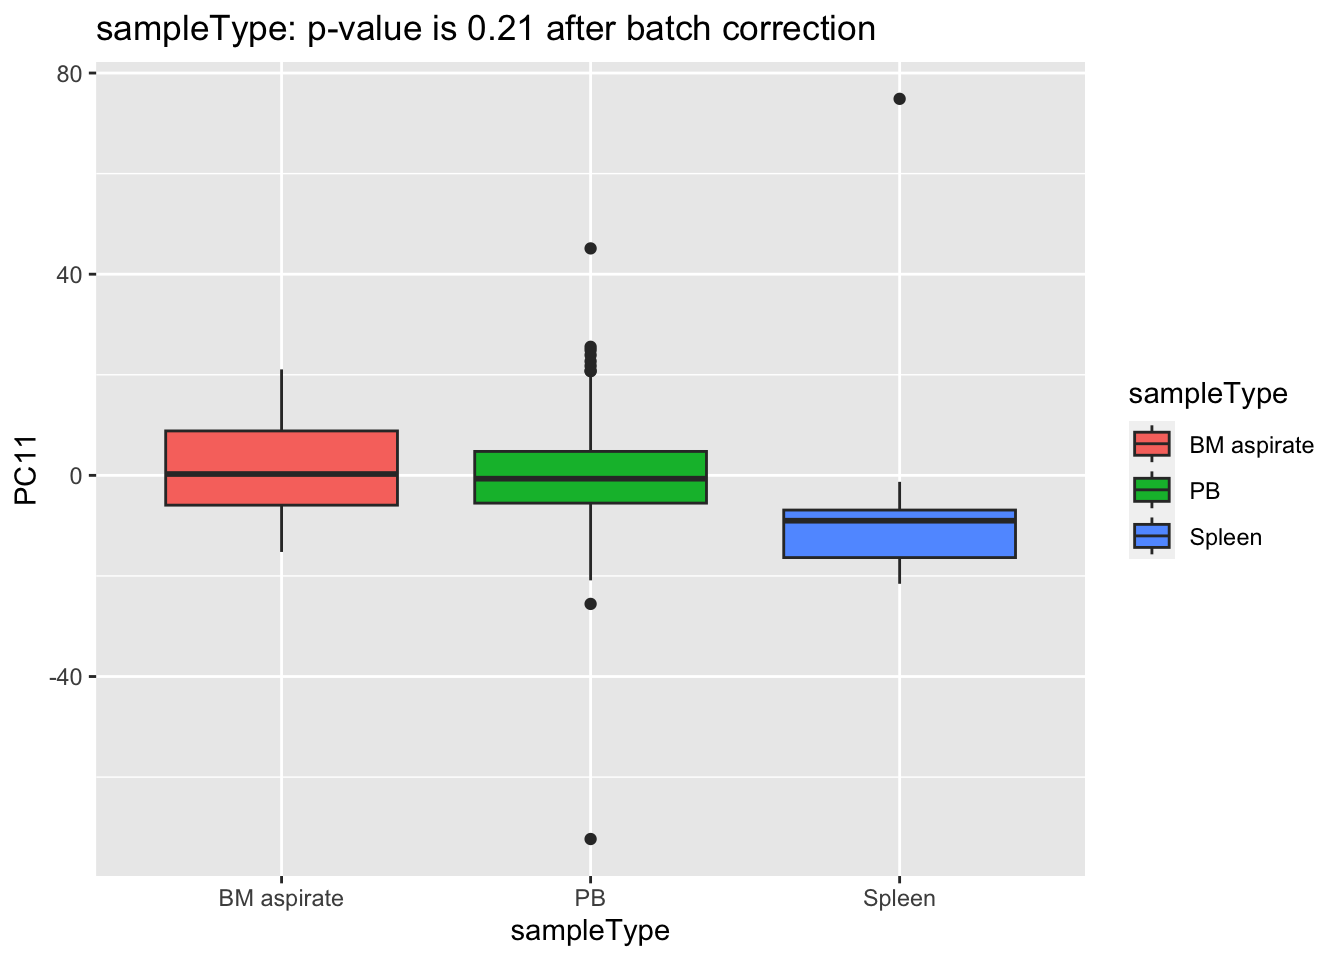 sampleType: p-value is 0.21 after batch correction
80
40
0
-40
PC11
BM aspirate
PB
Spleen
sampleType
sampleType
BM aspirate
PB
Spleen